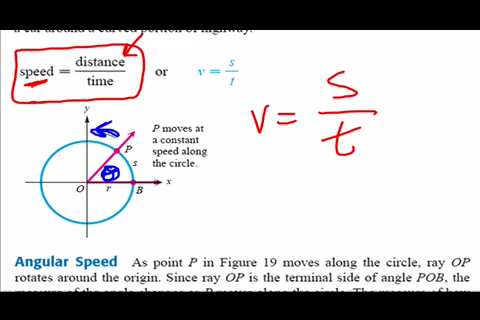 a car around a curved portion of highway.
speed = distance / time or v = s / t
v = s / t
y
P moves at
a constant
speed along
the circle.
P
s
θ
O r B x
Angular Speed As point P in Figure 19 moves along the circle, ray OP
rotates around the origin. Since ray OP is the terminal side of angle POB, the